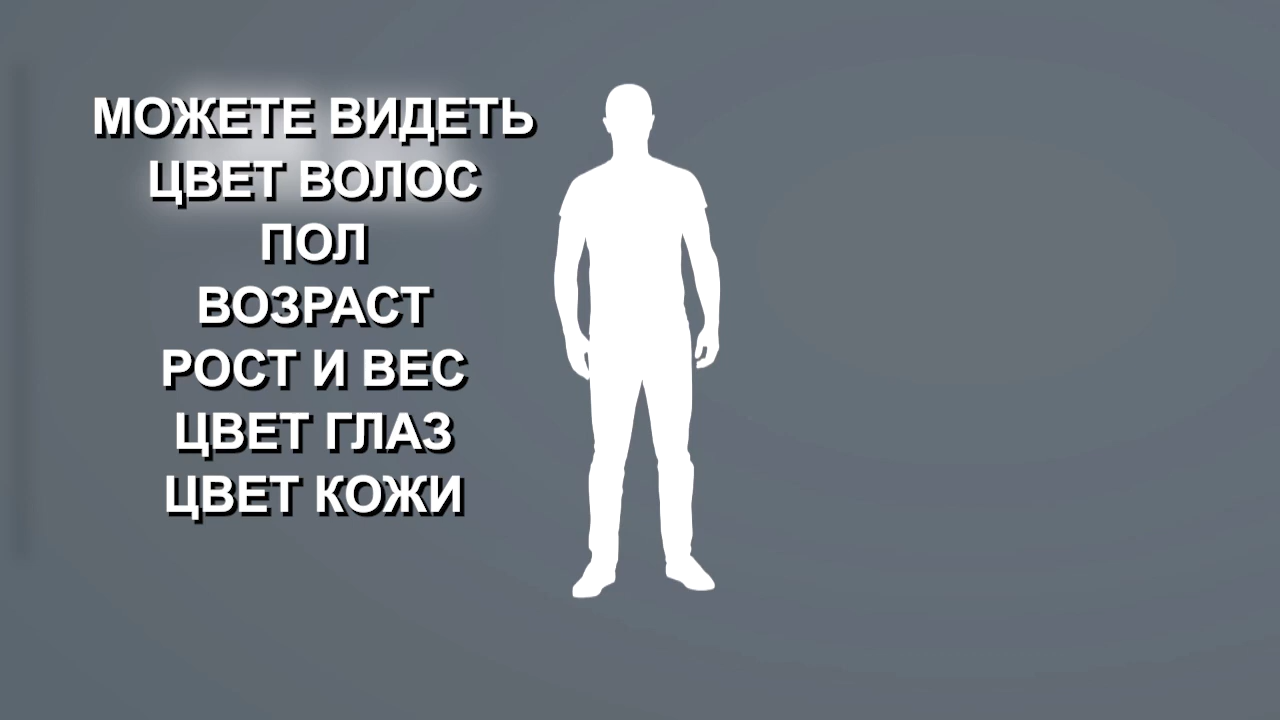 МОЖЕТЕ ВИДЕТЬ
ЦВЕТ ВОЛОС
ПОЛ
ВОЗРАСТ
РОСТ И ВЕС
ЦВЕТ ГЛАЗ
ЦВЕТ КОЖИ